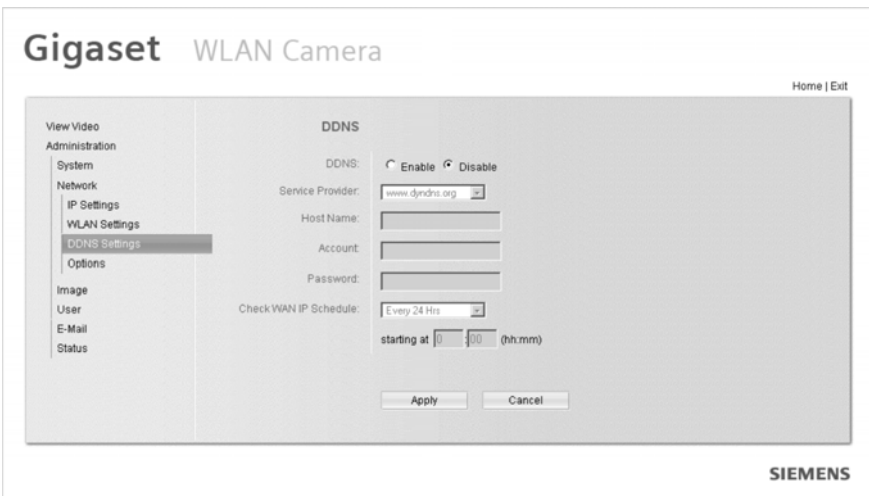 Gigaset WLAN Camera
Home | Exit
View Video
Administration
System
Network
IP Settings
WLAN Settings
DDNS Settings
Options
Image
User
E-Mail
Status
DDNS
DDNS: Enable Disable
Service Provider: www.dyndns.org
Host Name:
Account:
Password:
Check WAN IP Schedule: Every 24 Hrs
starting at 0 :00 (hh:mm)
Apply Cancel
SIEMENS